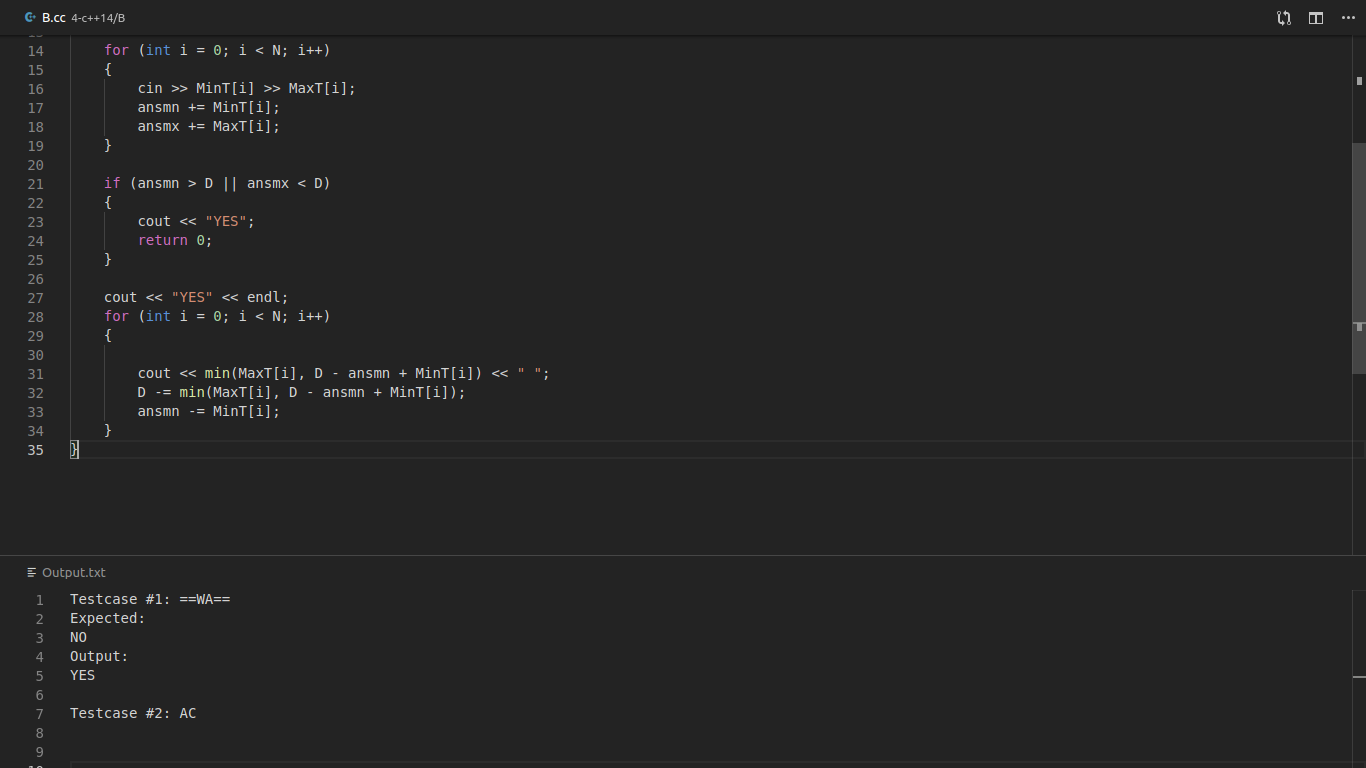 B.cc 4-c++14/B
14 for (int i = 0; i < N; i++)
15 {
16 cin >> MinT[i] >> MaxT[i];
17 ansmn += MinT[i];
18 ansmx += MaxT[i];
19 }
20
21 if (ansmn > D || ansmx < D)
22 {
23 cout << "YES";
24 return 0;
25 }
26
27 cout << "YES" << endl;
28 for (int i = 0; i < N; i++)
29 {
30
31 cout << min(MaxT[i], D - ansmn + MinT[i]) << " ";
32 D -= min(MaxT[i], D - ansmn + MinT[i]);
33 ansmn -= MinT[i];
34 }
35 }
Output.txt
1 Testcase #1: ==WA==
2 Expected:
3 NO
4 Output:
5 YES
6
7 Testcase #2: AC
8
9